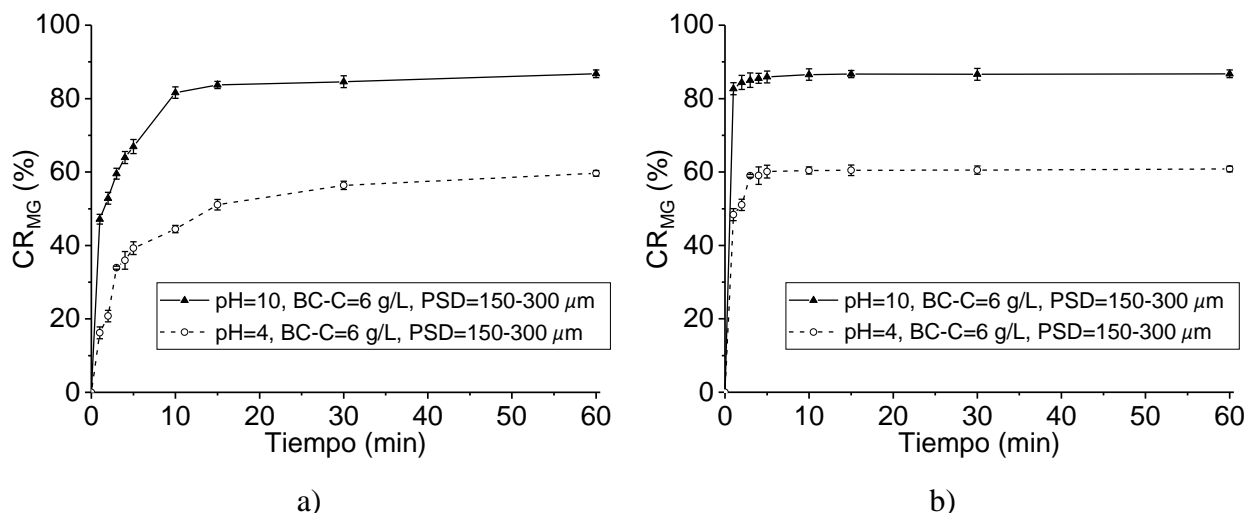 100
80
60
40
20
0
CR_MG (%)
pH=10, BC-C=6 g/L, PSD=150-300 μm
pH=4, BC-C=6 g/L, PSD=150-300 μm
0 10 20 30 40 50 60
Tiempo (min)
a)
100
80
60
40
20
0
CR_MG (%)
pH=10, BC-C=6 g/L, PSD=150-300 μm
pH=4, BC-C=6 g/L, PSD=150-300 μm
0 10 20 30 40 50 60
Tiempo (min)
b)